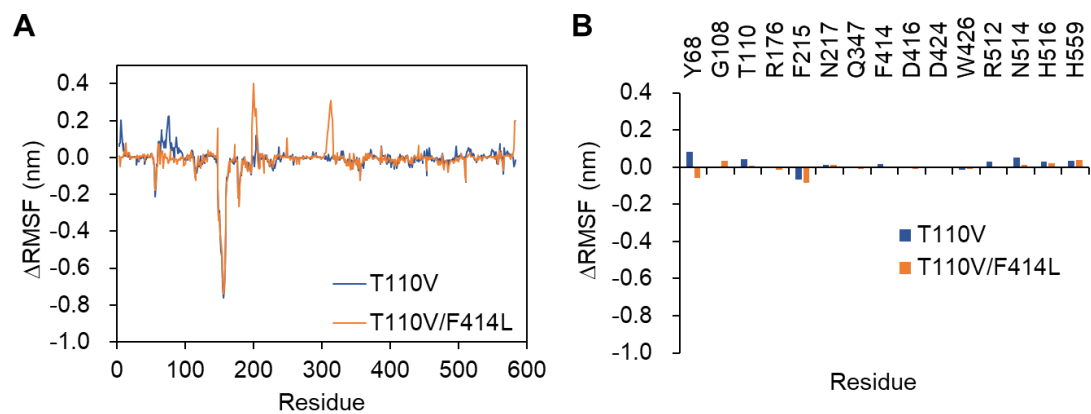 A
0.4
0.2
0.0
-0.2
-0.4
-0.6
-0.8
-1.0
ΔRMSF (nm)
0 100 200 300 400 500 600
Residue
T110V
T110V/F414L
B
Y68 G108 T110 R176 F215 N217 Q347 F414 D416 D424 W426 R512 N514 H516 H559
0.4
0.2
0.0
-0.2
-0.4
-0.6
-0.8
-1.0
ΔRMSF (nm)
T110V
T110V/F414L
Residue